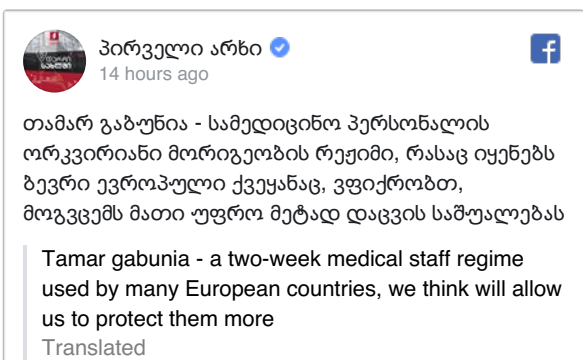 პირველი არხი
14 hours ago
თამარ გაბუნია - სამედიცინო პერსონალის
ორკვირიანი მორიგეობის რეჟიმი, რასაც იყენებს
ბევრი ევროპული ქვეყანაც, ვფიქრობთ,
მოგვცემს მათი უფრო მეტად დაცვის საშუალებას
Tamar gabunia - a two-week medical staff regime
used by many European countries, we think will allow
us to protect them more
Translated